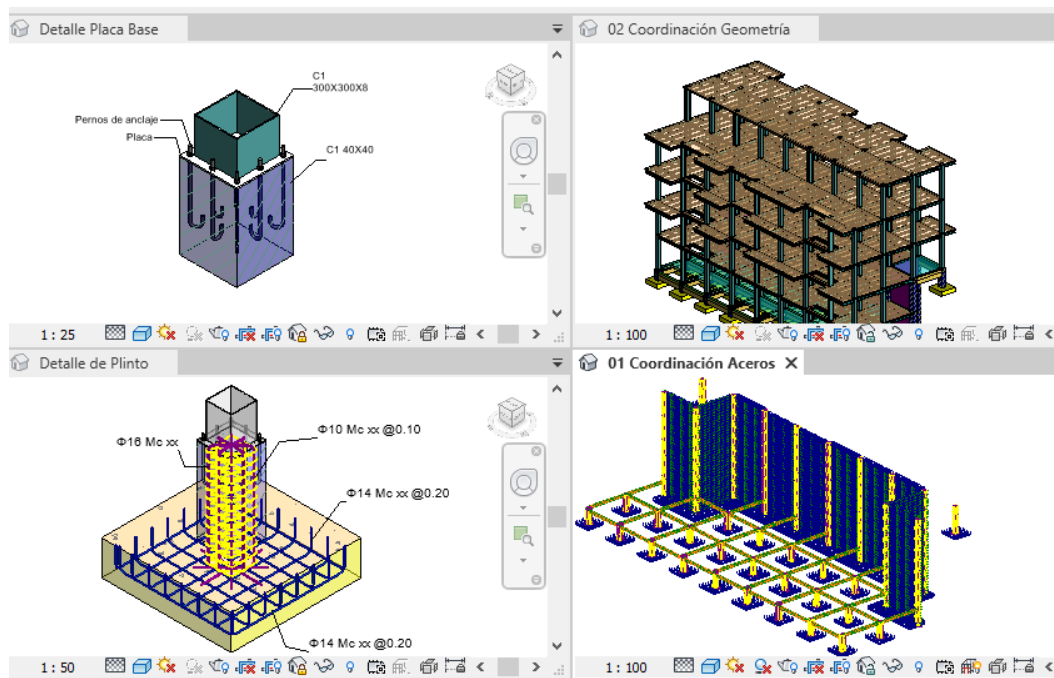 Detalle Placa Base
02 Coordinación Geometría
C1
300X300X8
Pernos de anclaje
Placa
C1 40X40
1 : 25
1 : 100
Detalle de Plinto
01 Coordinación Aceros
Φ16 Mc xx
Φ10 Mc xx @0.10
Φ14 Mc xx @0.20
Φ14 Mc xx @0.20
1 : 50
1 : 100